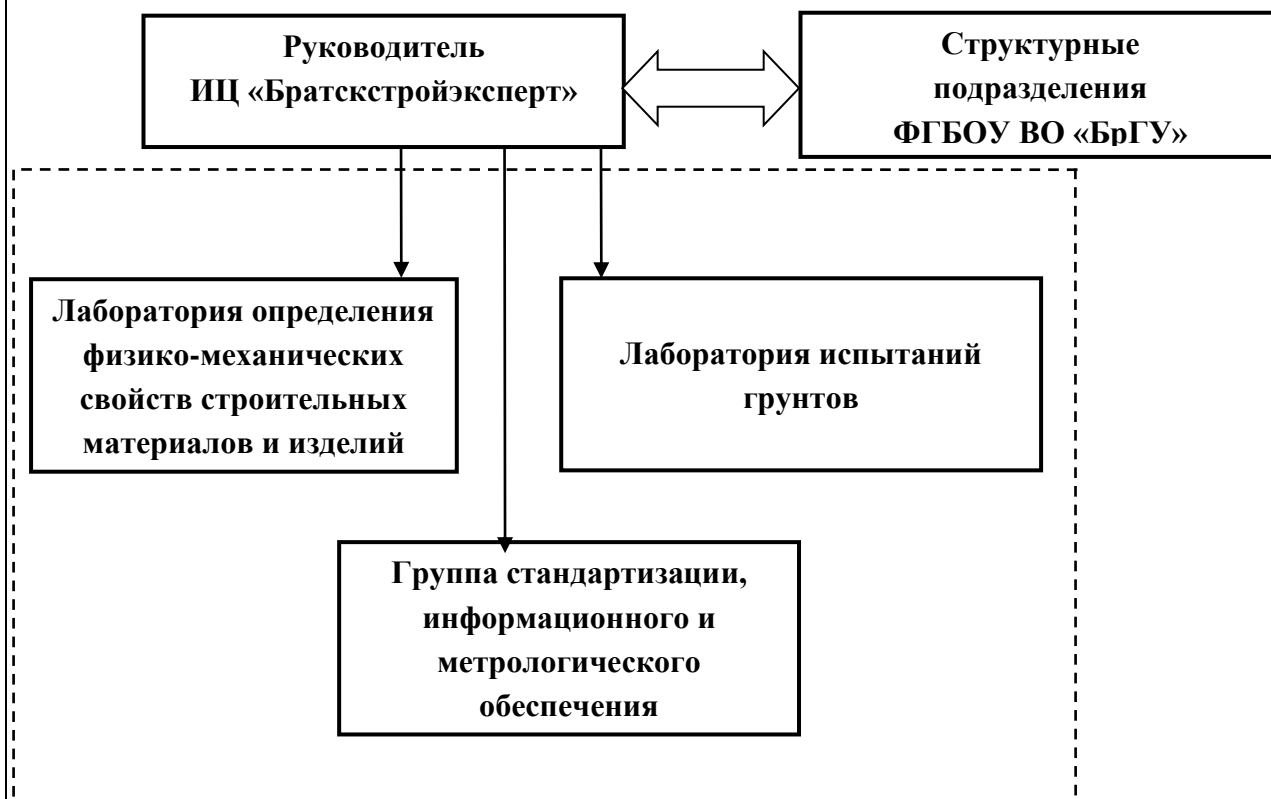 Руководитель
ИЦ «Братскстройэксперт»
Структурные
подразделения
ФГБОУ ВО «БрГУ»
Лаборатория определения
физико-механических
свойств строительных
материалов и изделий
Лаборатория испытаний
грунтов
Группа стандартизации,
информационного и
метрологического
обеспечения